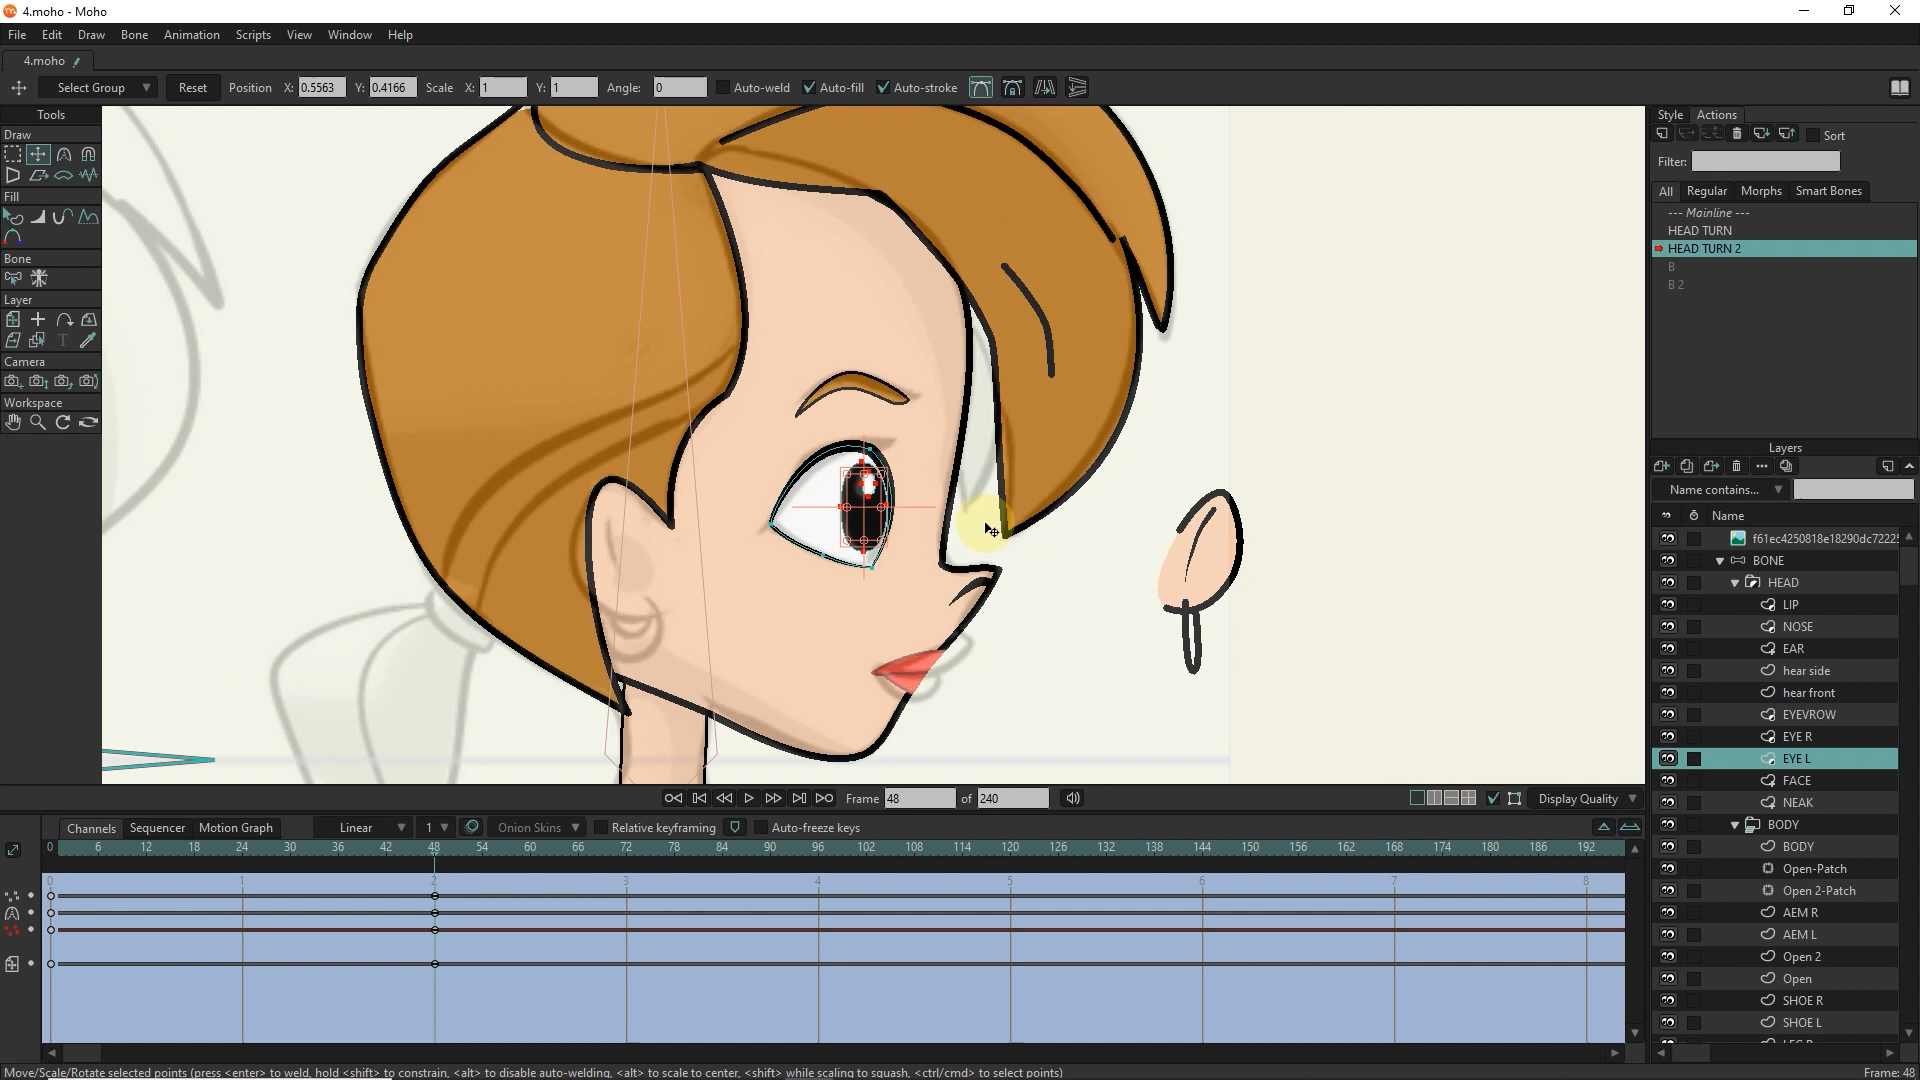 4.moho - Moho
File Edit Draw Bone Animation Scripts View Window Help
4.moho
Select Group Reset Position X: 0.5563 Y: 0.4166 Scale X: 1 Y: 1 Angle: 0 Auto-weld Auto-fill Auto-stroke
Tools
Draw
Fill
Bone
Layer
Camera
Workspace
Style Actions
Sort
Filter:
All Regular Morphs Smart Bones
--- Mainline ---
HEAD TURN
HEAD TURN 2
B
B 2
Layers
Name contains...
Name
f61ec4250818e18290dc7222
BONE
HEAD
LIP
NOSE
EAR
hear side
hear front
EYEVROW
EYE R
EYE L
FACE
NEAK
BODY
BODY
Open-Patch
Open 2-Patch
AEM R
AEM L
Open 2
Open
SHOE R
SHOE L
Frame 48 of 240 Display Quality
Channels Sequencer Motion Graph Linear 1 Onion Skins Relative keyframing Auto-freeze keys
0 6 12 18 24 30 36 42 48 54 60 66 72 78 84 90 96 102 108 114 120 126 132 138 144 150 156 162 168 174 180 186 192
0 1 2 3 4 5 6 7 8
Move/Scale/Rotate selected points (press <enter> to weld, hold <shift> to constrain, <alt> to disable auto-welding, <alt> to scale to center, <shift> while scaling to squash, <ctrl/cmd> to select points) Frame: 48